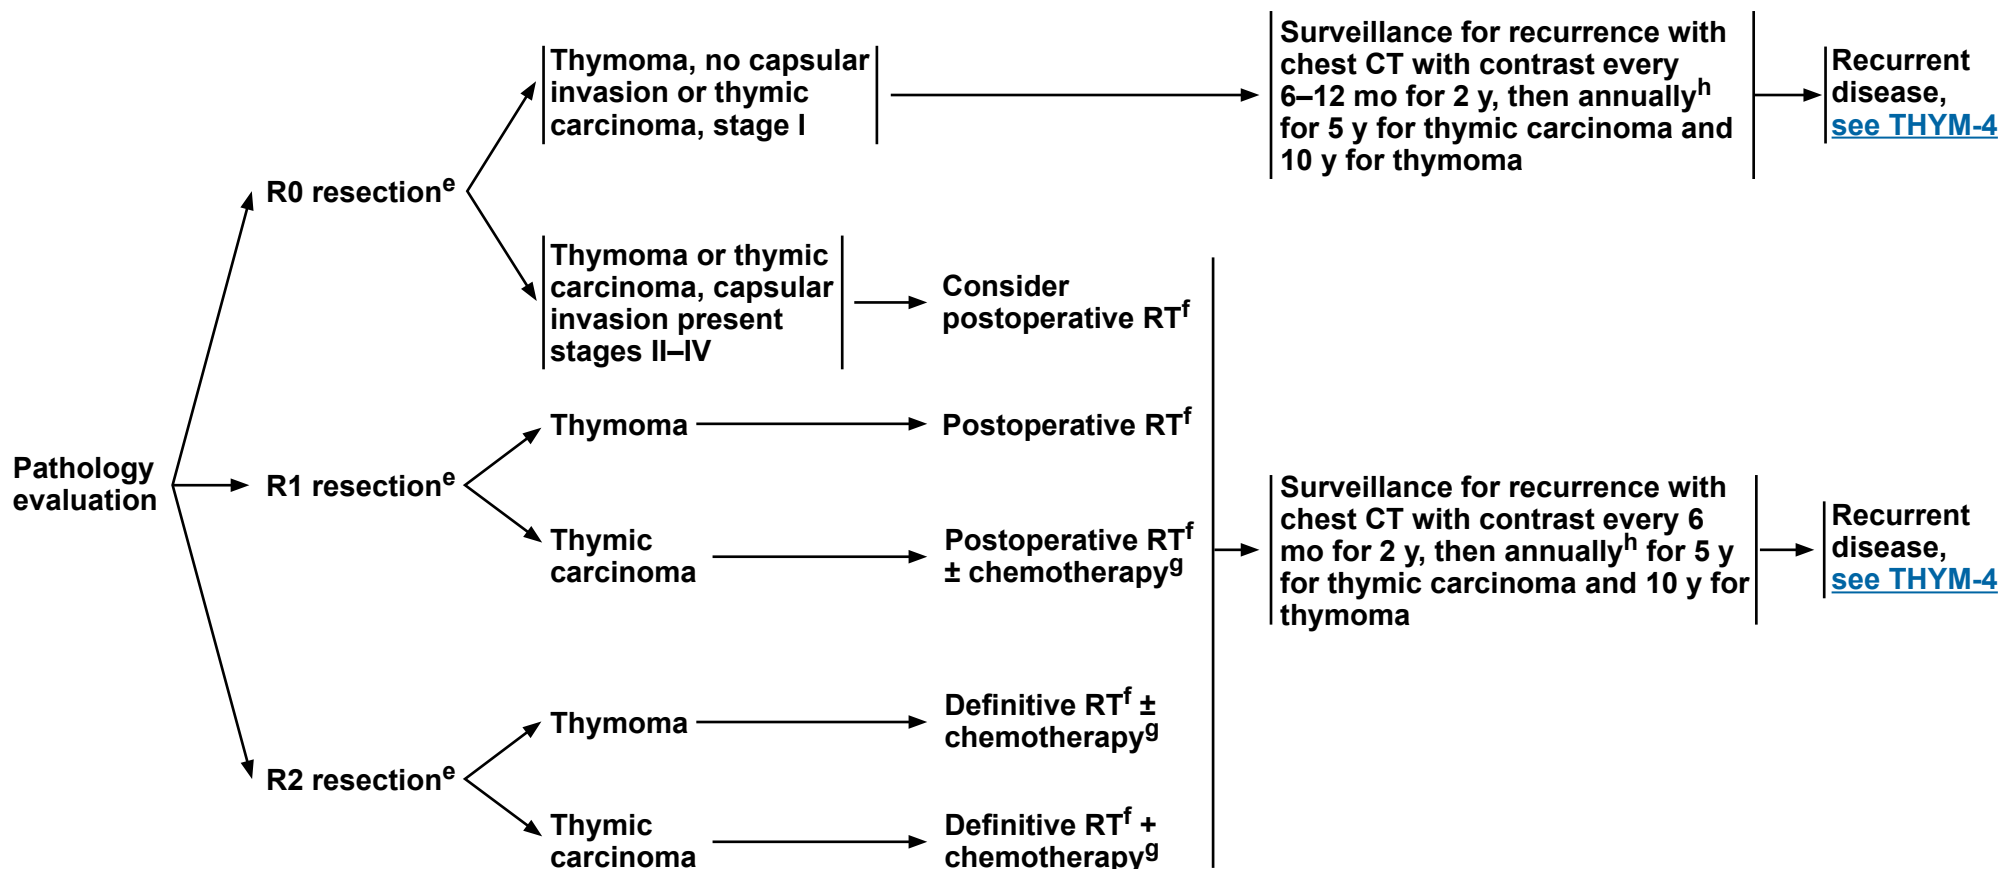 Pathology
evaluation
R0 resectionᵉ
Thymoma, no capsular
invasion or thymic
carcinoma, stage I
Surveillance for recurrence with
chest CT with contrast every
6–12 mo for 2 y, then annuallyʰ
for 5 y for thymic carcinoma and
10 y for thymoma
Recurrent
disease,
see THYM-4
Thymoma or thymic
carcinoma, capsular
invasion present
stages II–IV
Consider
postoperative RTᶠ
R1 resectionᵉ
Thymoma
Postoperative RTᶠ
Thymic
carcinoma
Postoperative RTᶠ
± chemotherapyᵍ
R2 resectionᵉ
Thymoma
Definitive RTᶠ ±
chemotherapyᵍ
Thymic
carcinoma
Definitive RTᶠ +
chemotherapyᵍ
Surveillance for recurrence with
chest CT with contrast every 6
mo for 2 y, then annuallyʰ for 5 y
for thymic carcinoma and 10 y for
thymoma
Recurrent
disease,
see THYM-4